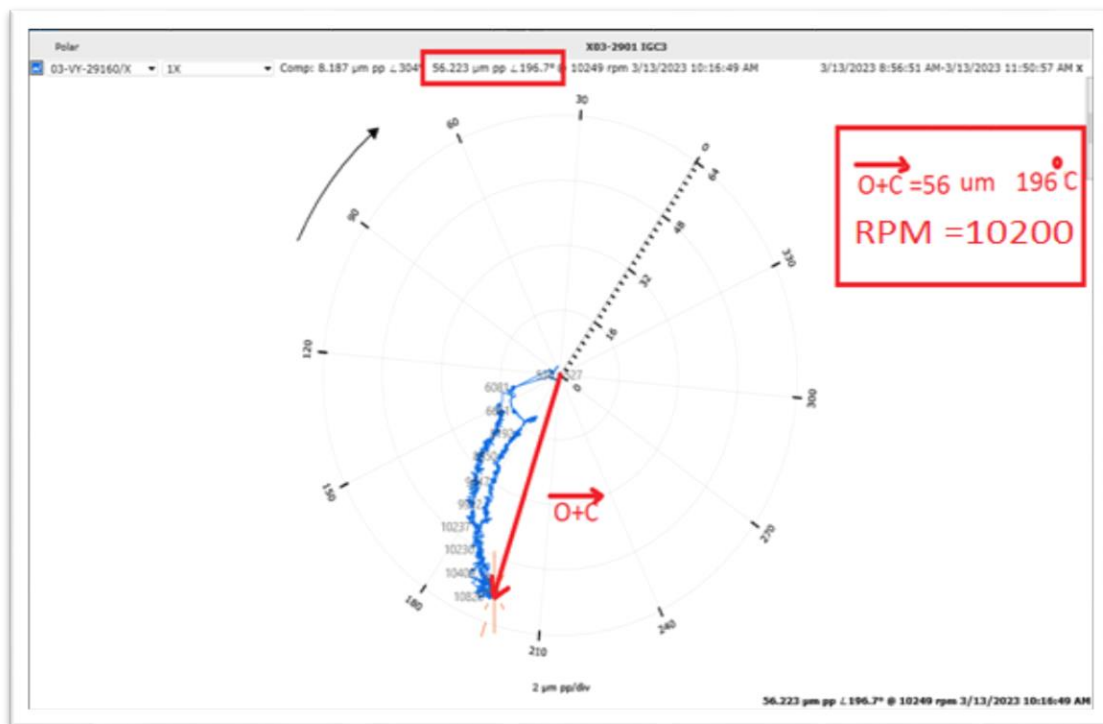 Polar X03-2901 IGC3
03-VY-29160/X 1X Comp: 8.187 µm pp ∠304° 56.223 µm pp ∠196.7° @ 10249 rpm 3/13/2023 10:16:49 AM 3/13/2023 8:56:51 AM-3/13/2023 11:50:57 AM X
30
60
0
64
O+C =56 um 196°C
RPM =10200
90
48
330
32
16
120
0
6081
300
150
O+C
10237
10230
270
180
240
210
2 µm pp/div
56.223 µm pp ∠196.7° @ 10249 rpm 3/13/2023 10:16:49 AM